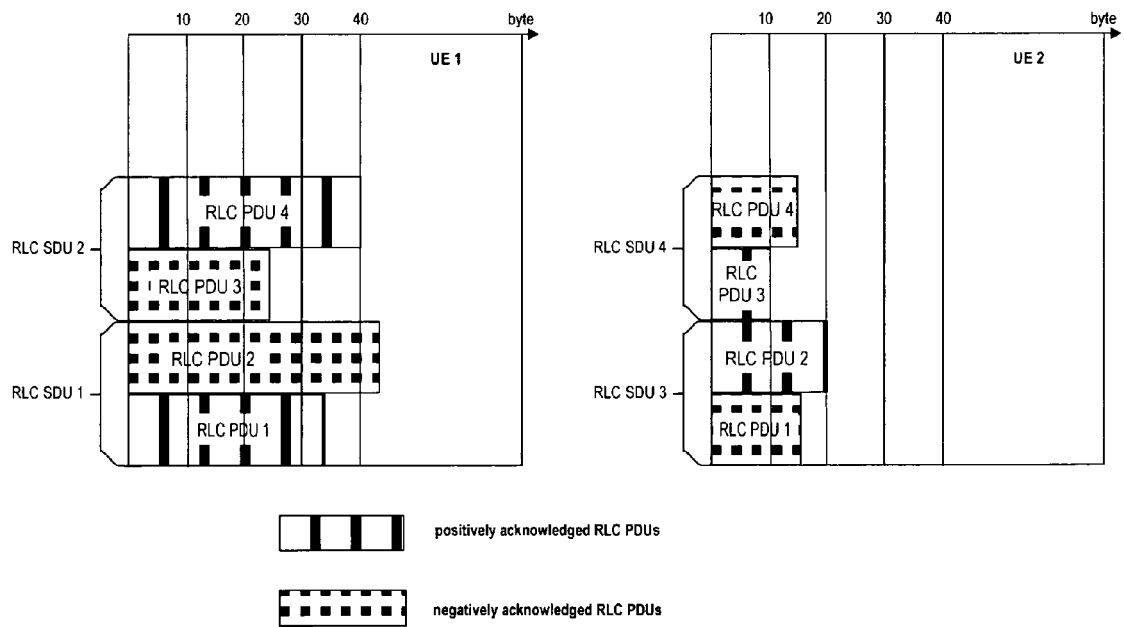 10 20 30 40 byte
UE 1
RLC SDU 2
RLC PDU 4
RLC PDU 3
RLC SDU 1
RLC PDU 2
RLC PDU 1
10 20 30 40 byte
UE 2
RLC SDU 4
RLC PDU 4
RLC
PDU 3
RLC SDU 3
RLC PDU 2
RLC PDU 1
positively acknowledged RLC PDUs
negatively acknowledged RLC PDUs